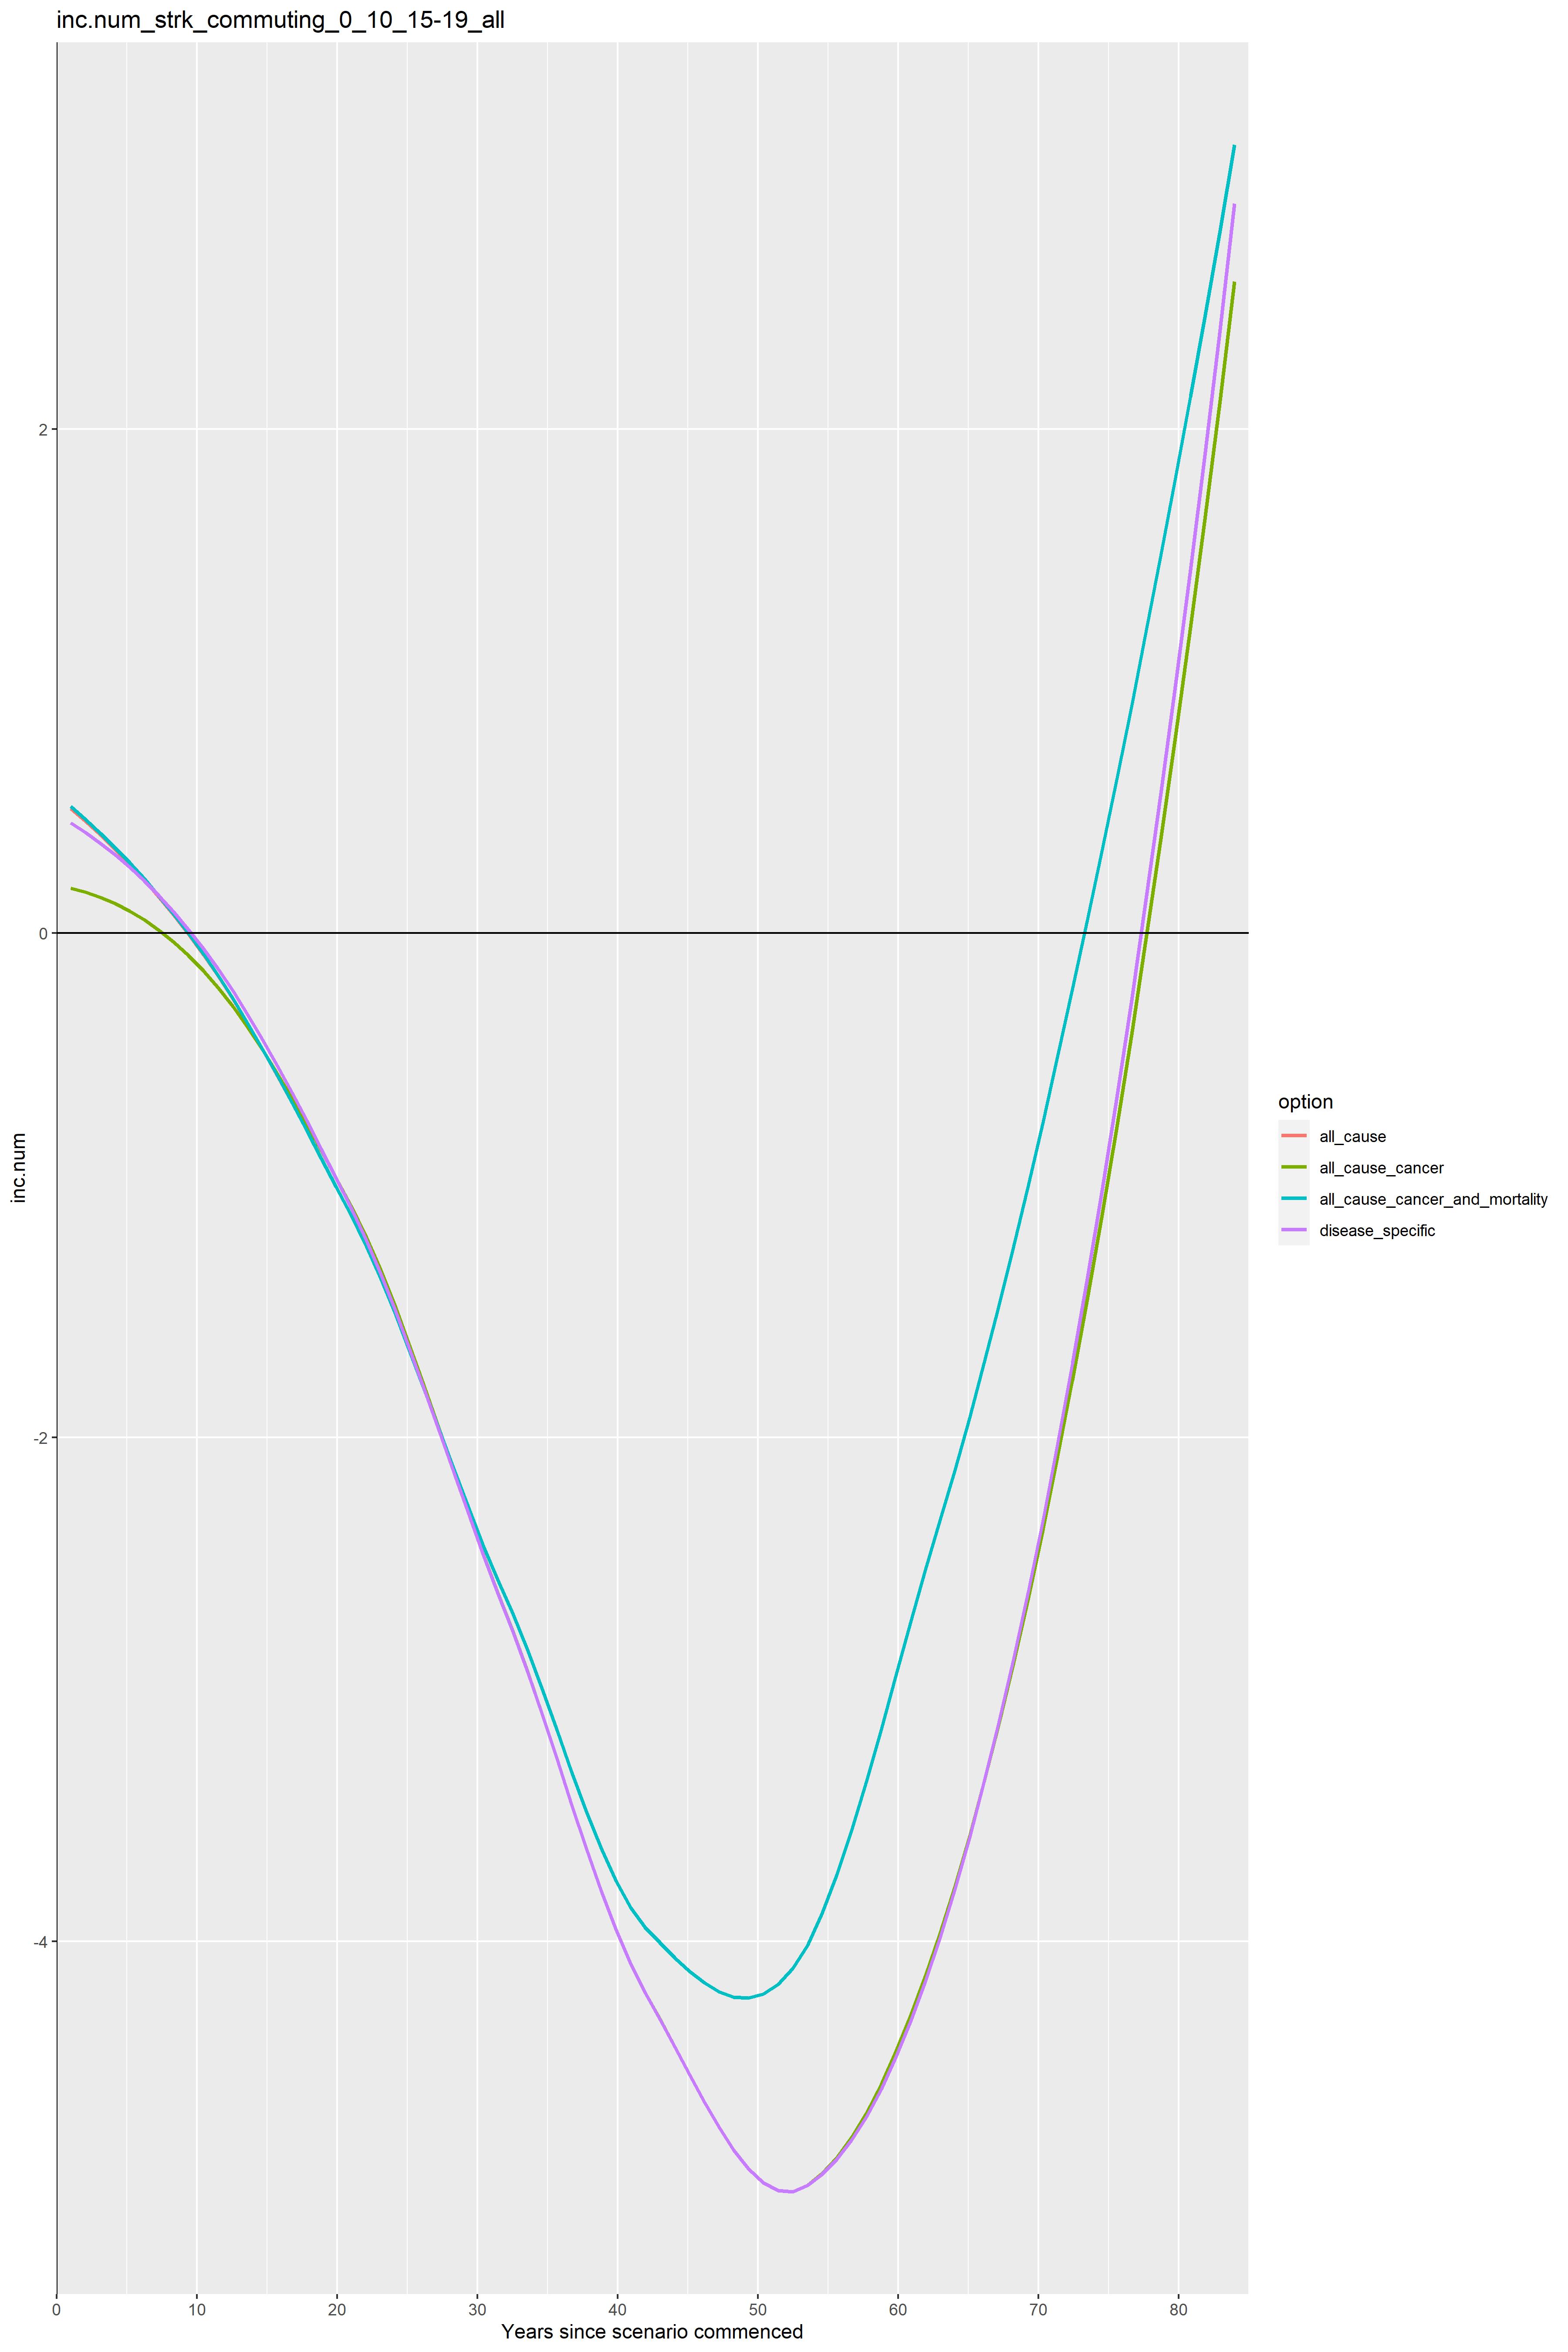 inc.num_strk_commuting_0_10_15-19_all
2
0
-2
-4
inc.num
0 10 20 30 40 50 60 70 80
Years since scenario commenced
option
all_cause
all_cause_cancer
all_cause_cancer_and_mortality
disease_specific